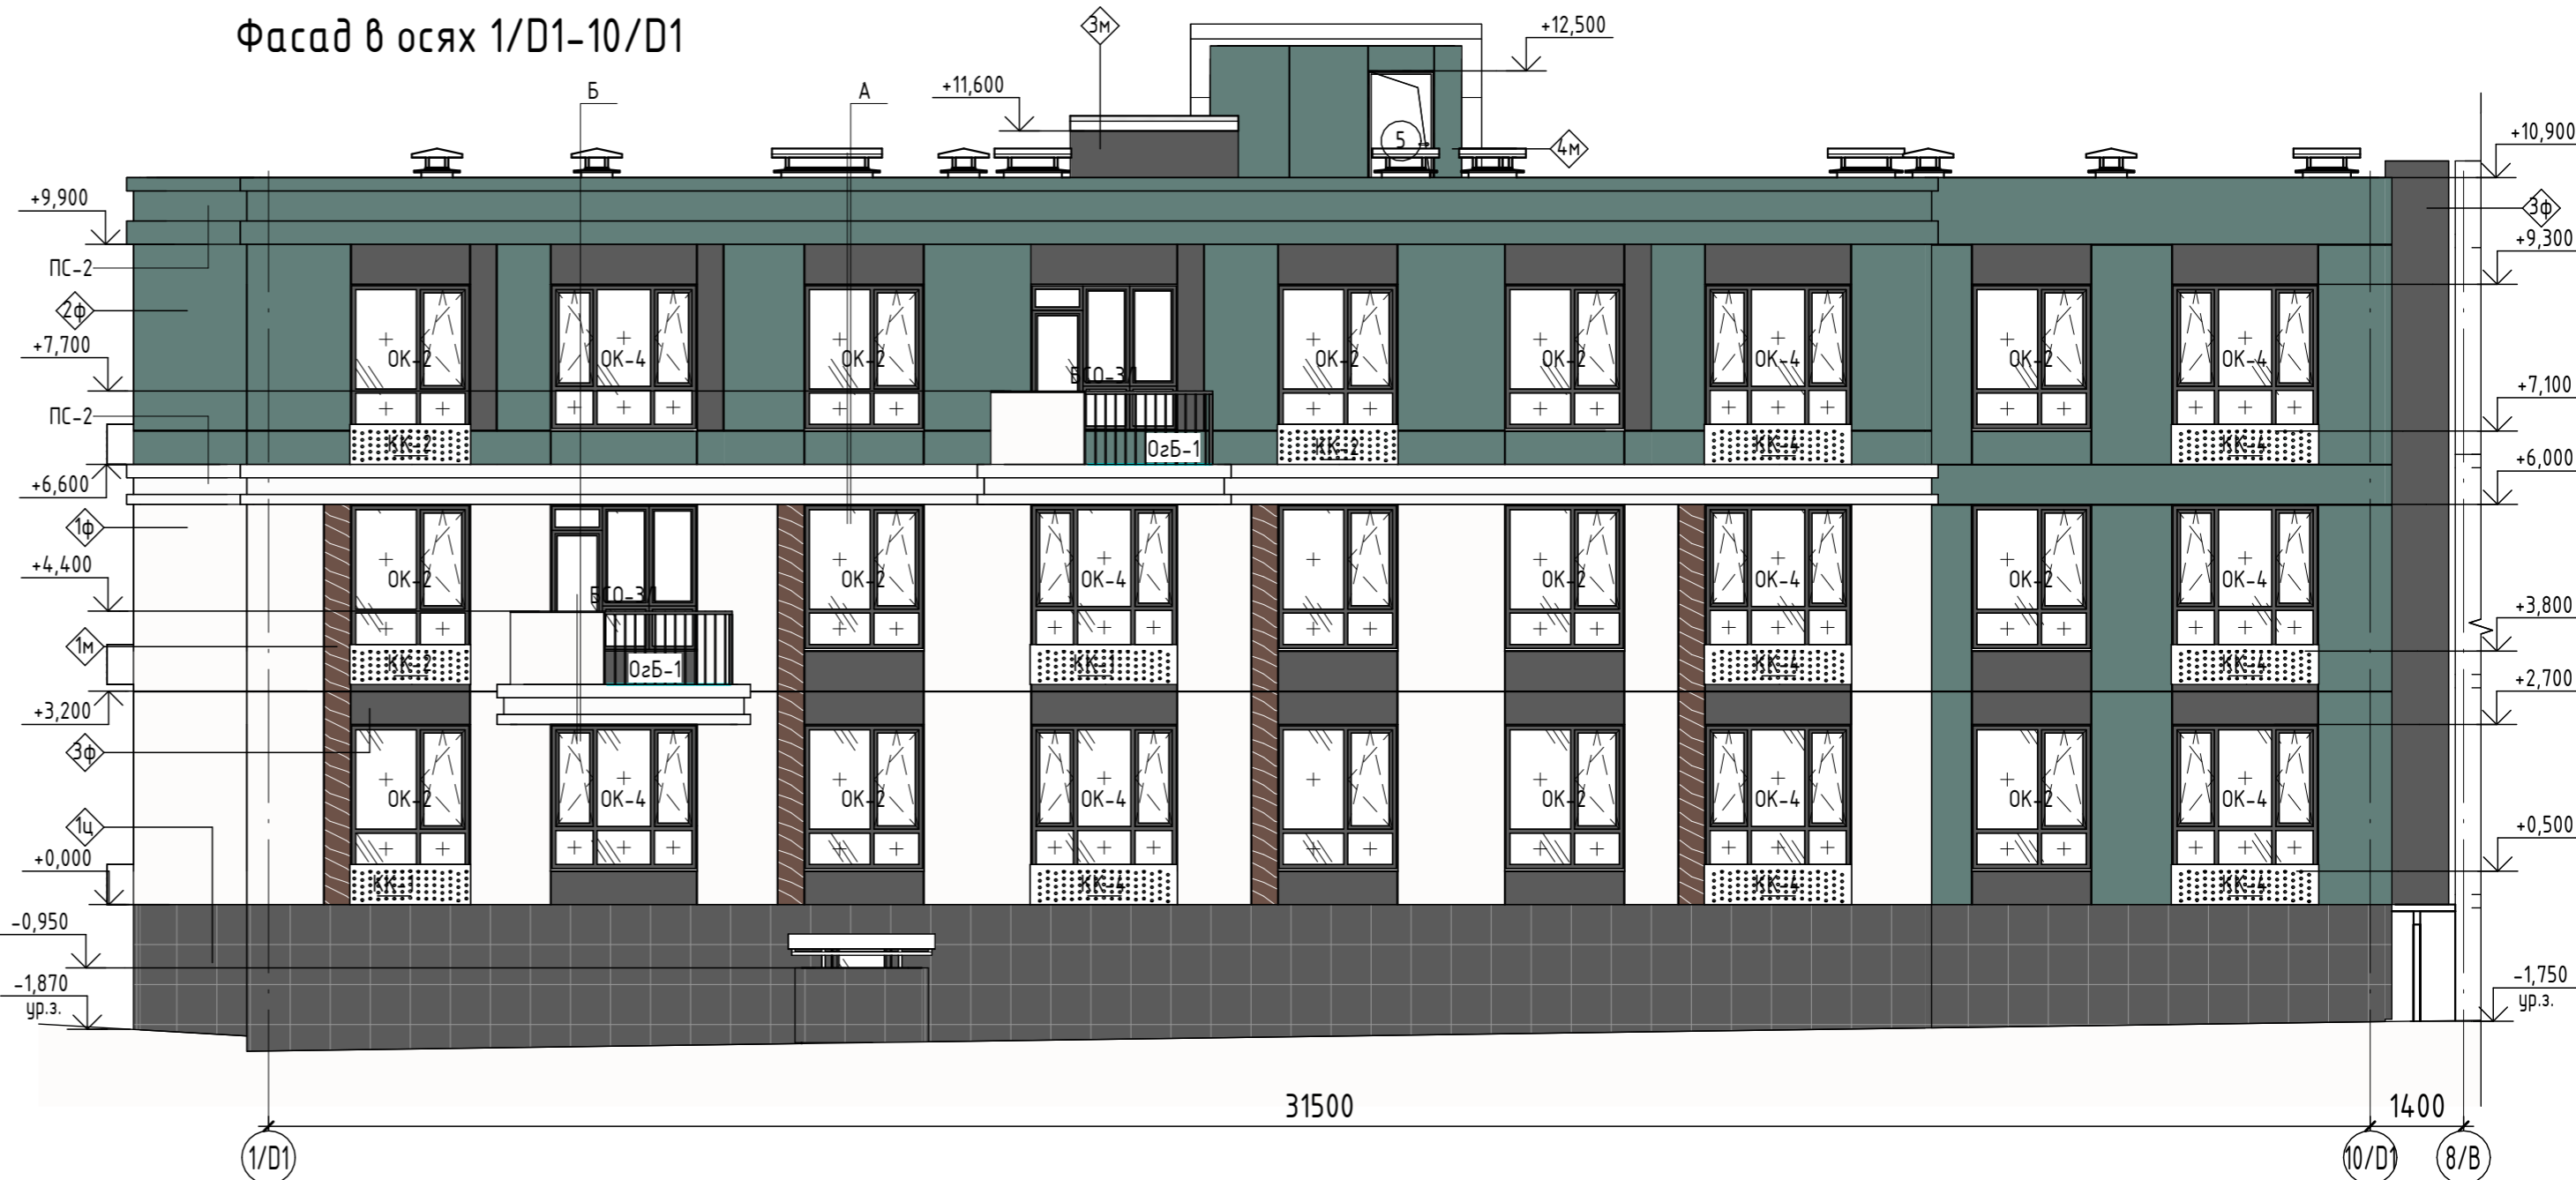 Фасад в осях 1/D1-10/D1
3м
+12,500
Б
А
+11,600
5
4м
+10,900
+9,900
3ф
+9,300
ПС-2
2ф
+7,700
ОК-2
ОК-4
ОК-2
БСО-3Л
ОК-2
ОК-2
ОК-4
ОК-2
ОК-4
+7,100
ПС-2
КК-2
ОгБ-1
КК-2
КК-4
КК-4
+6,600
+6,000
1ф
+4,400
ОК-2
БСО-3Л
ОК-2
ОК-4
ОК-2
ОК-4
ОК-2
ОК-4
+3,800
1м
КК-2
ОгБ-1
КК-1
КК-4
КК-4
+3,200
+2,700
3ф
ОК-2
ОК-4
ОК-2
ОК-4
ОК-2
ОК-4
ОК-2
ОК-4
1ц
+0,500
+0,000
КК-1
КК-4
КК-4
КК-4
-0,950
-1,870
ур.з.
-1,750
ур.з.
31500
1400
1/D1
10/D1
8/В